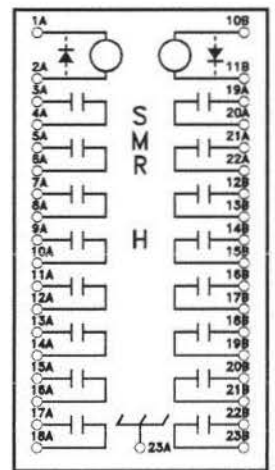 1A 10B
2A 11B
3A 19A
4A 20A
5A 21A
6A 22A
7A 12B
8A 13B
9A 14B
10A 15B
11A 16B
12A 17B
13A 18B
14A 19B
15A 20B
16A 21B
17A 22B
18A 23B
S
M
R
H
23A